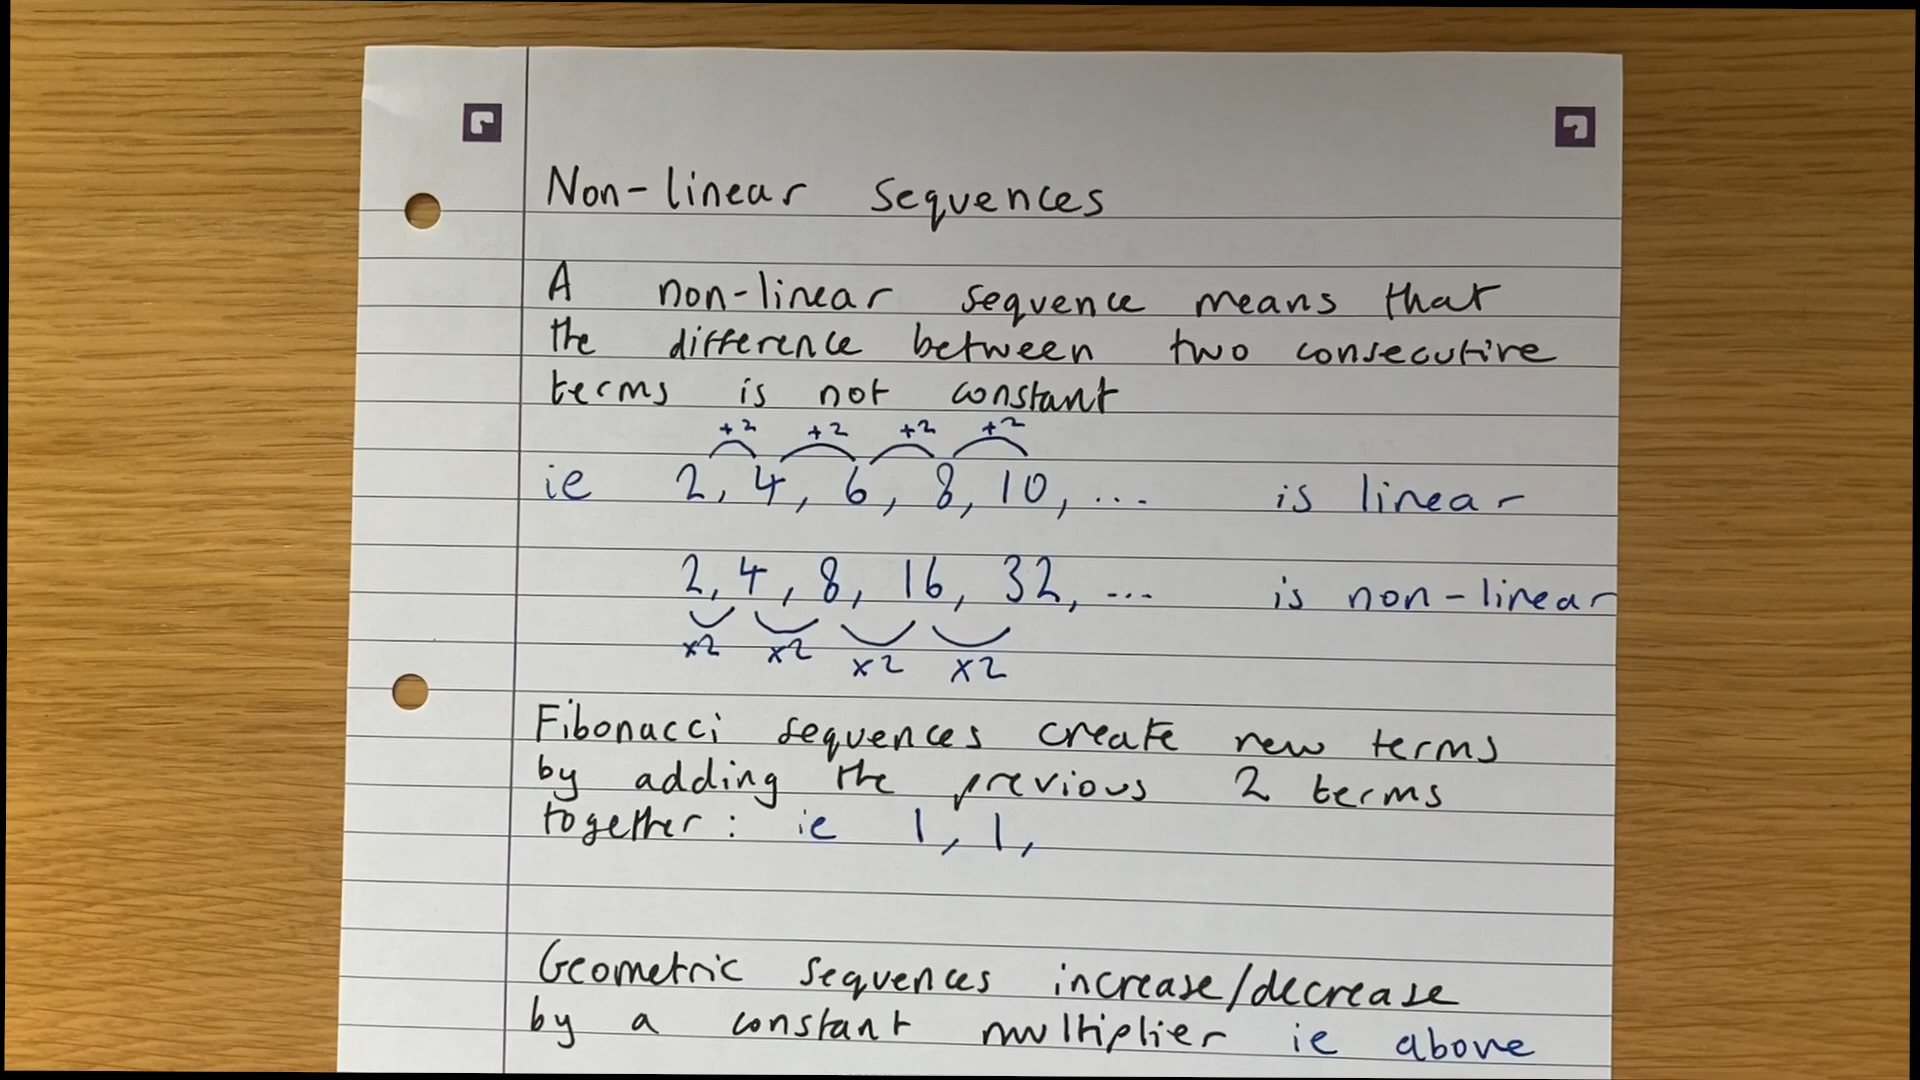 Non-linear sequences
A non-linear sequence means that
the difference between two consecutive
terms is not constant
+2 +2 +2 +2
ie 2, 4, 6, 8, 10, ... is linear
2, 4, 8, 16, 32, ... is non-linear
x2 x2 x2 x2
Fibonacci sequences create new terms
by adding the previous 2 terms
together: ie 1, 1,
Geometric sequences increase/decrease
by a constant multiplier ie above